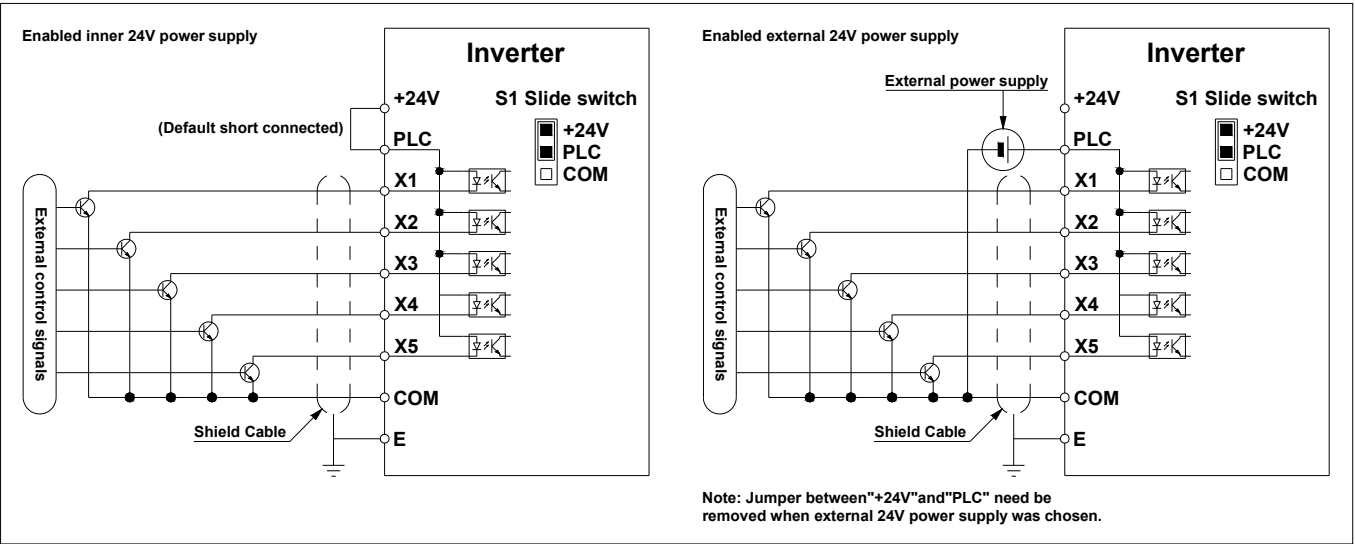 Enabled inner 24V power supply
Inverter
+24V
S1 Slide switch
+24V
PLC
COM
(Default short connected)
PLC
X1
X2
X3
X4
X5
COM
E
External control signals
Shield Cable
Enabled external 24V power supply
Inverter
External power supply
+24V
S1 Slide switch
+24V
PLC
COM
PLC
X1
X2
X3
X4
X5
COM
E
External control signals
Shield Cable
Note: Jumper between"+24V"and"PLC" need be
removed when external 24V power supply was chosen.